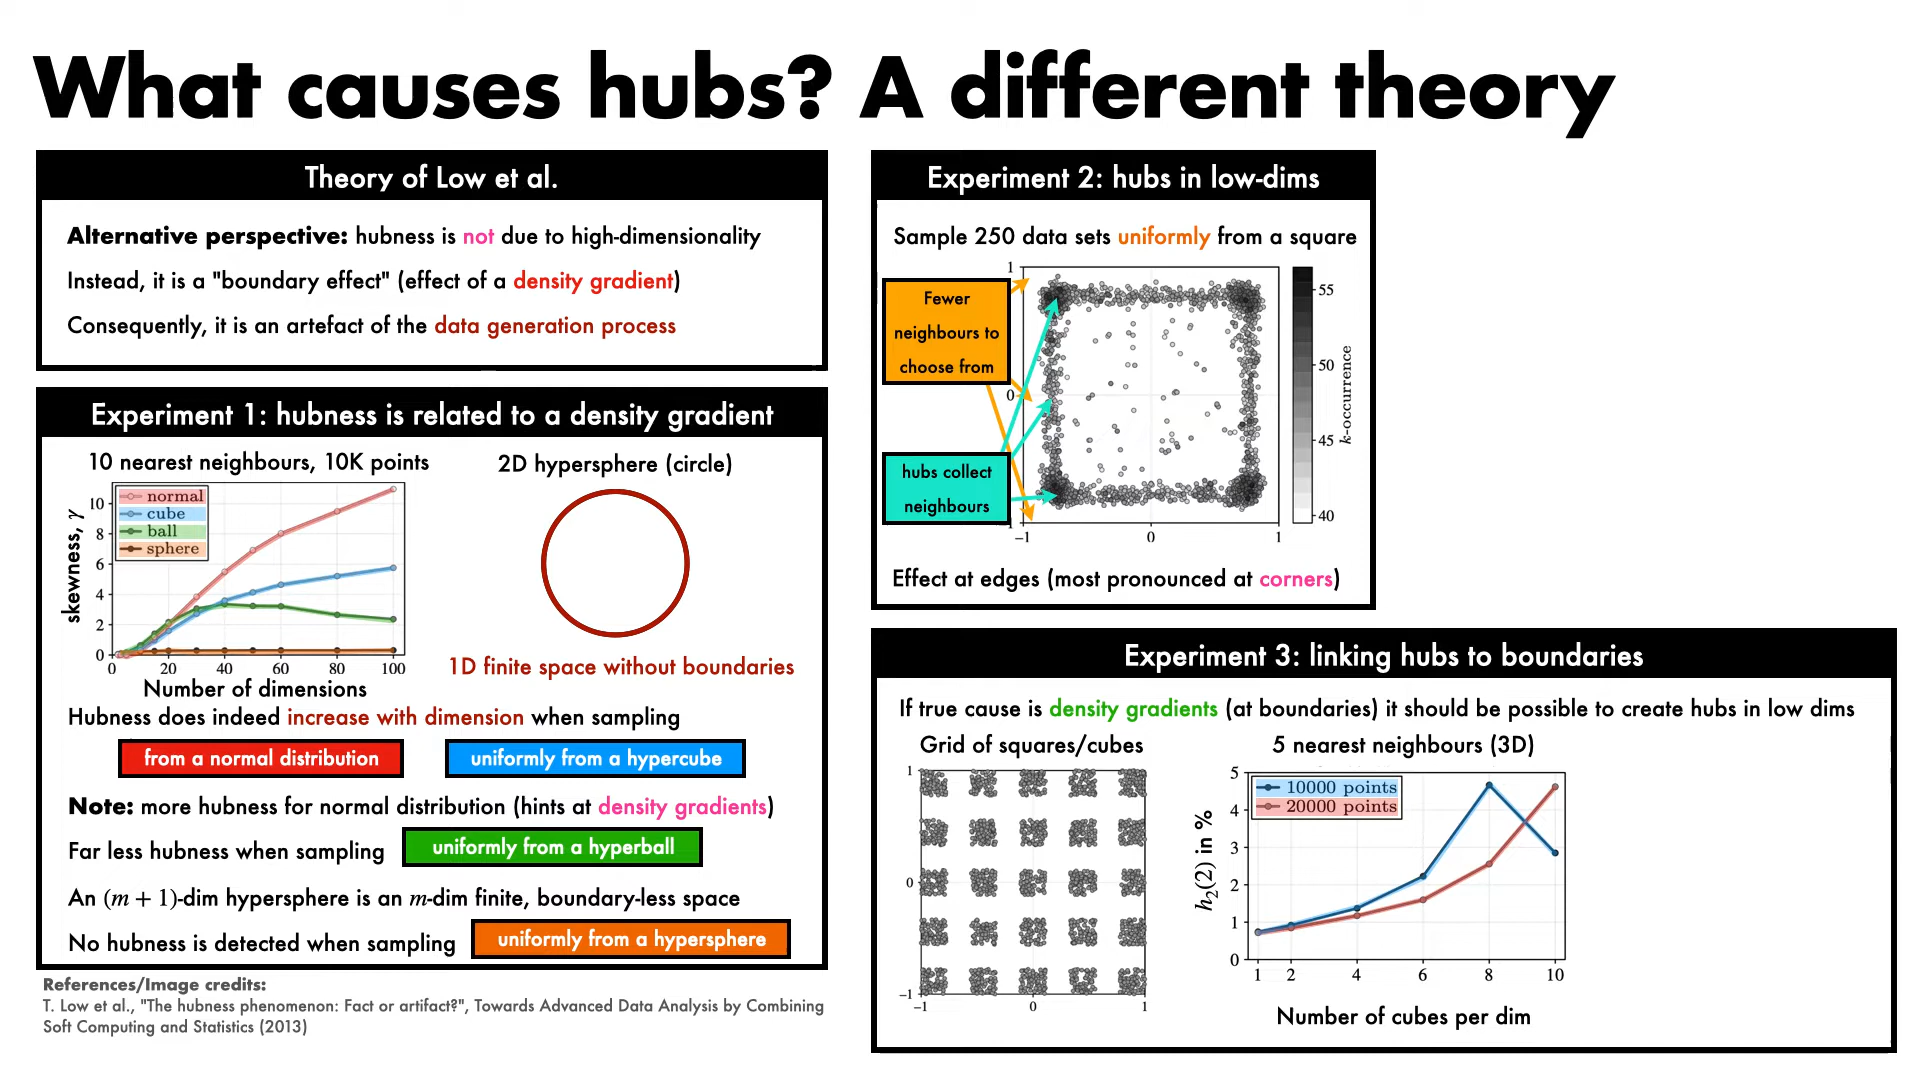 What causes hubs? A different theory
Theory of Low et al.
Alternative perspective: hubness is not due to high-dimensionality
Instead, it is a "boundary effect" (effect of a density gradient)
Consequently, it is an artefact of the data generation process
Experiment 1: hubness is related to a density gradient
10 nearest neighbours, 10K points
skewness, γ
10
8
6
4
2
0
normal
cube
ball
sphere
0 20 40 60 80 100
Number of dimensions
2D hypersphere (circle)
1D finite space without boundaries
Hubness does indeed increase with dimension when sampling
from a normal distribution
uniformly from a hypercube
Note: more hubness for normal distribution (hints at density gradients)
Far less hubness when sampling uniformly from a hyperball
An (m + 1)-dim hypersphere is an m-dim finite, boundary-less space
No hubness is detected when sampling uniformly from a hypersphere
References/Image credits:
T. Low et al., "The hubness phenomenon: Fact or artifact?", Towards Advanced Data Analysis by Combining
Soft Computing and Statistics (2013)
Experiment 2: hubs in low-dims
Sample 250 data sets uniformly from a square
Fewer
neighbours to
choose from
hubs collect
neighbours
1
0
1
−1 0 1
55
50
45
40
k-occurrence
Effect at edges (most pronounced at corners)
Experiment 3: linking hubs to boundaries
If true cause is density gradients (at boundaries) it should be possible to create hubs in low dims
Grid of squares/cubes
1
0
−1
−1 0 1
5 nearest neighbours (3D)
h2(2) in %
5
4
3
2
1
0
10000 points
20000 points
1 2 4 6 8 10
Number of cubes per dim